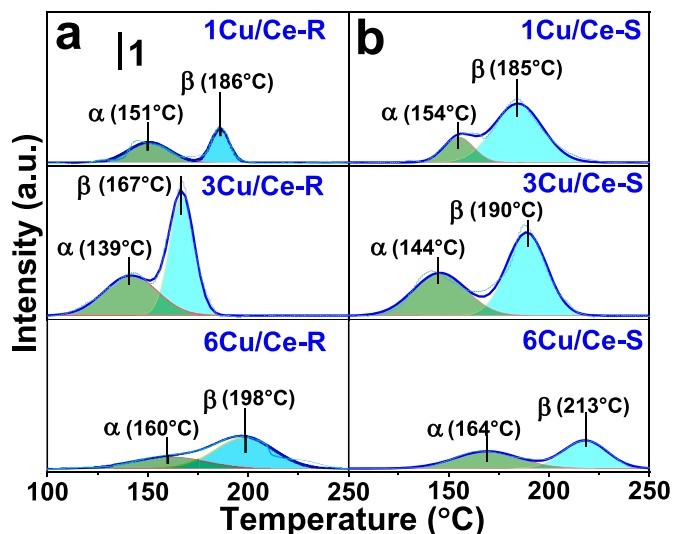 a
1
1Cu/Ce-R
α (151°C)
β (186°C)
b
1Cu/Ce-S
α (154°C)
β (185°C)
3Cu/Ce-R
β (167°C)
α (139°C)
3Cu/Ce-S
β (190°C)
α (144°C)
6Cu/Ce-R
β (198°C)
α (160°C)
6Cu/Ce-S
β (213°C)
α (164°C)
Intensity (a.u.)
100 150 200 250 150 200 250
Temperature (°C)